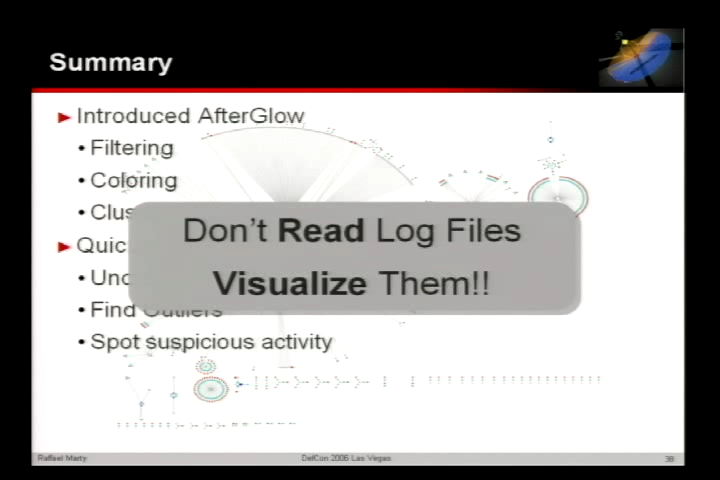 Summary
Introduced AfterGlow
Filtering
Coloring
Clus
Quic
Don't Read Log Files
Visualize Them!!
Find Outliers
Spot suspicious activity
Raffael Marty
DefCon 2006 Las Vegas
38